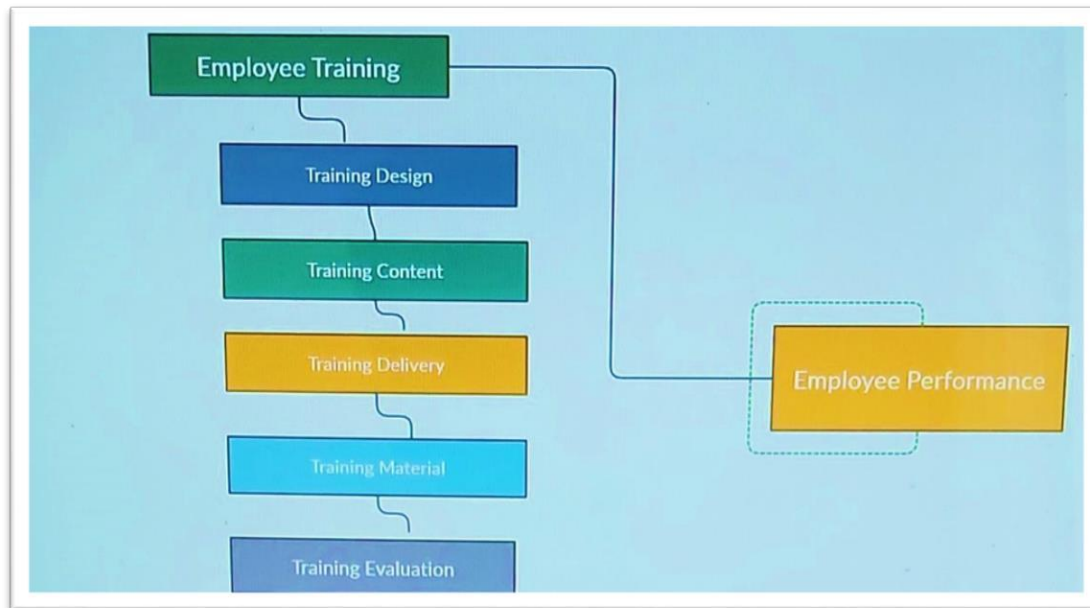 Employee Training
Training Design
Training Content
Training Delivery
Employee Performance
Training Material
Training Evaluation